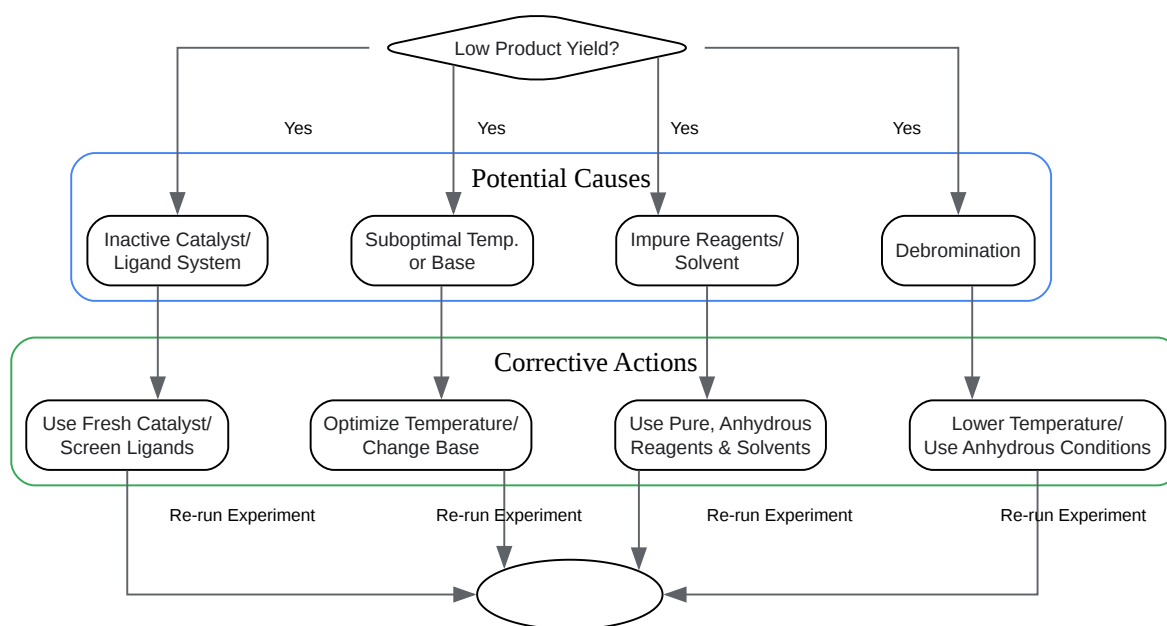 Low Product Yield?
Yes
Yes
Yes
Yes
Potential Causes
Inactive Catalyst/
Ligand System
Suboptimal Temp.
or Base
Impure Reagents/
Solvent
Debromination
Corrective Actions
Use Fresh Catalyst/
Screen Ligands
Optimize Temperature/
Change Base
Use Pure, Anhydrous
Reagents & Solvents
Lower Temperature/
Use Anhydrous Conditions
Re-run Experiment
Re-run Experiment
Re-run Experiment
Re-run Experiment